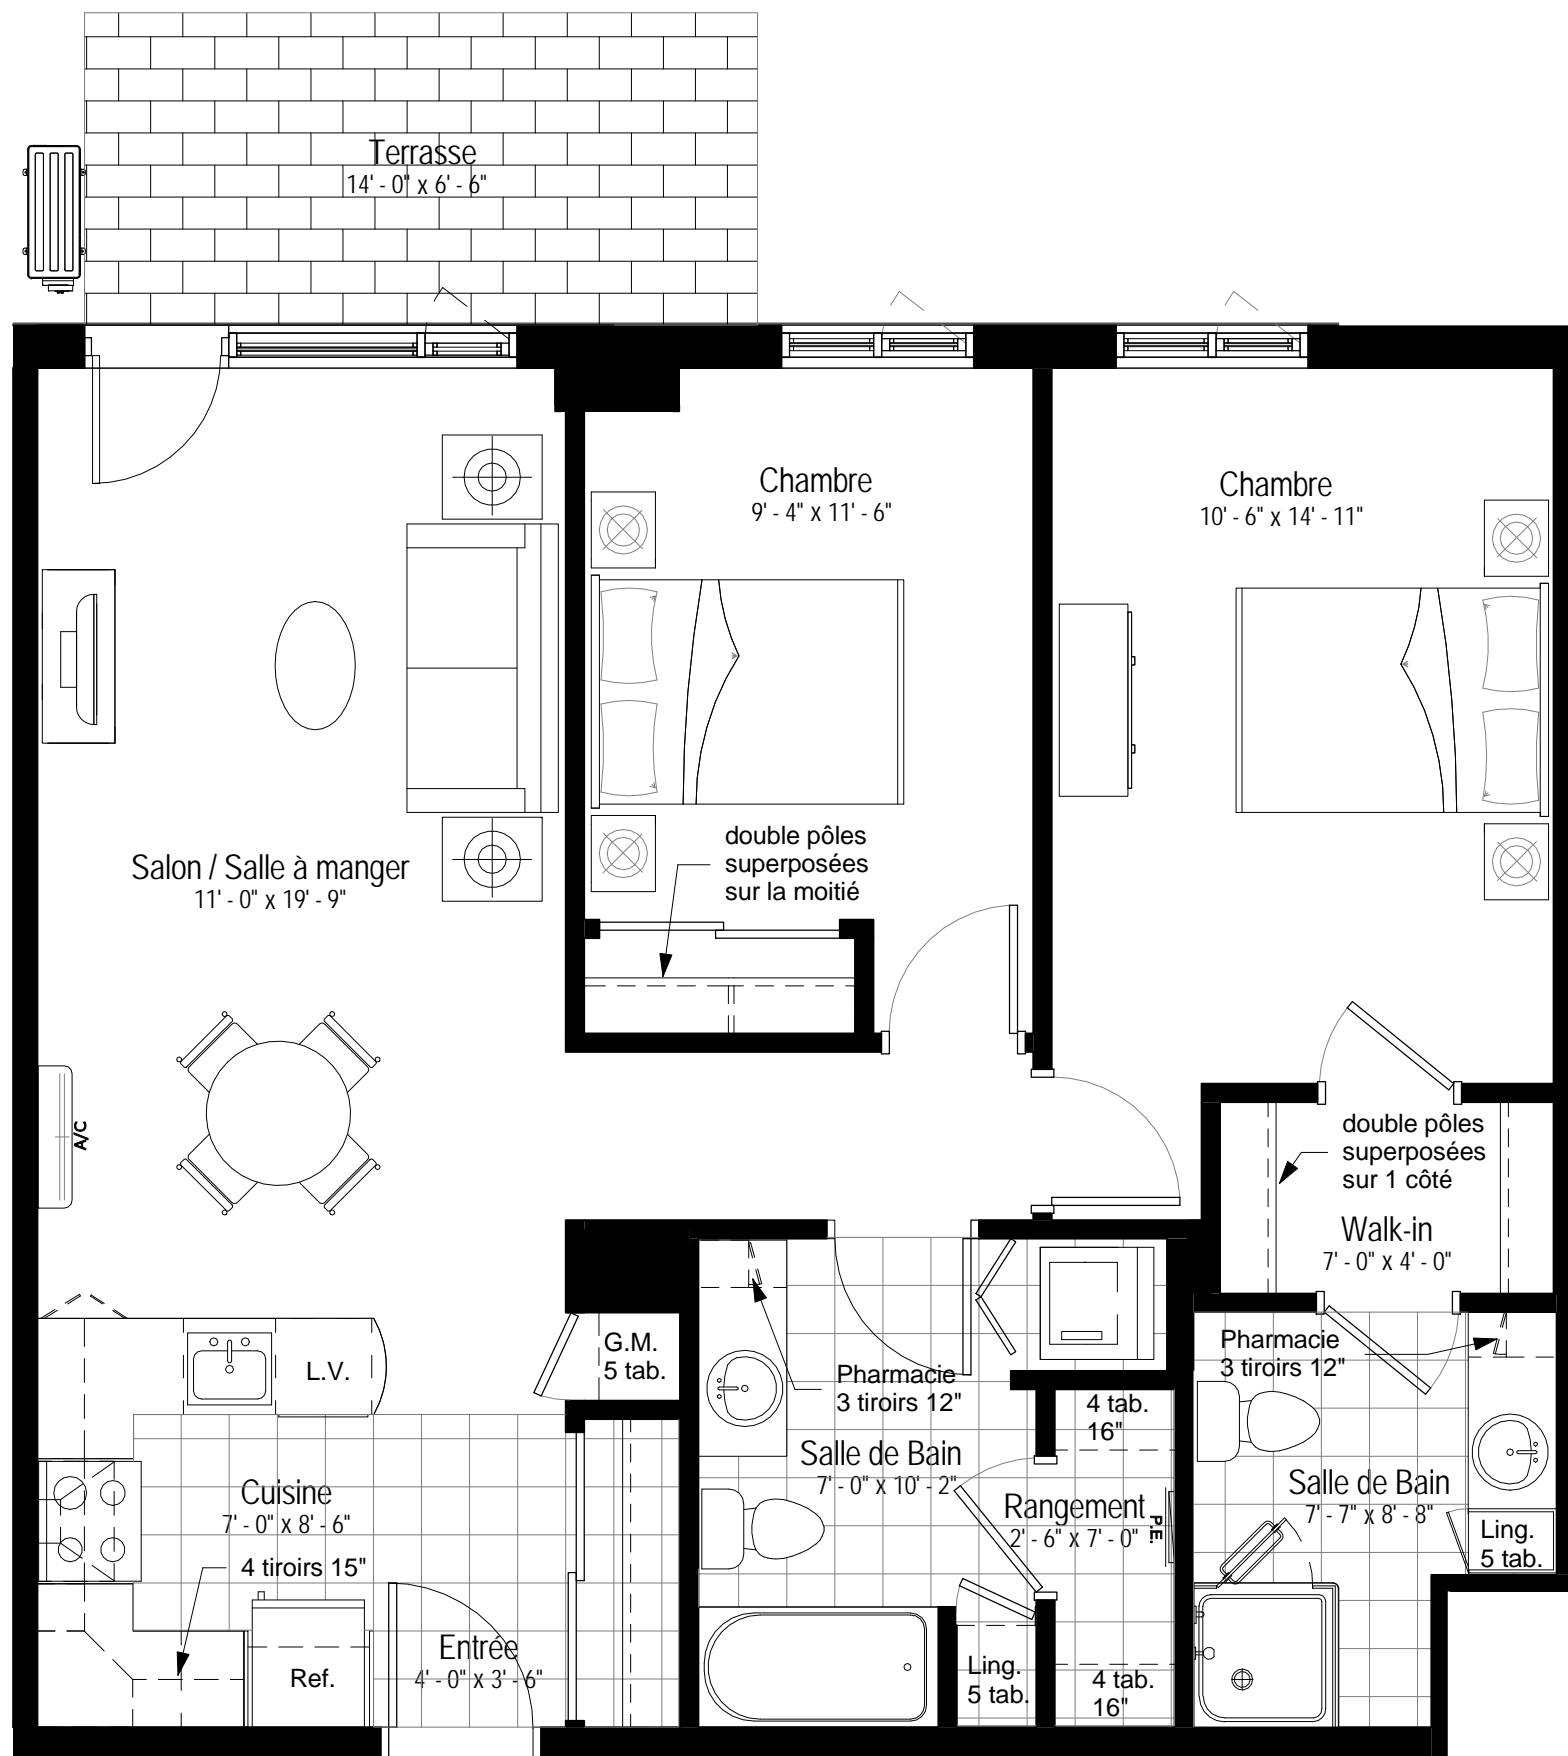 Terrasse
14' - 0" x 6' - 6"
Chambre
9' - 4" x 11' - 6"
Chambre
10' - 6" x 14' - 11"
double pôles
superposées
sur la moitié
Salon / Salle à manger
11' - 0" x 19' - 9"
A/C
double pôles
superposées
sur 1 côté
Walk-in
7' - 0" x 4' - 0"
G.M.
5 tab.
L.V.
Pharmacie
3 tiroirs 12"
Pharmacie
3 tiroirs 12"
4 tab.
16"
Salle de Bain
7' - 0" x 10' - 2"
Cuisine
7' - 0" x 8' - 6"
Rangement
2' - 6" x 7' - 0"
P.E.
Salle de Bain
7' - 7" x 8' - 8"
Ling.
5 tab.
4 tiroirs 15"
Entrée
4' - 0" x 3' - 6"
Ref.
Ling.
5 tab.
4 tab.
16"